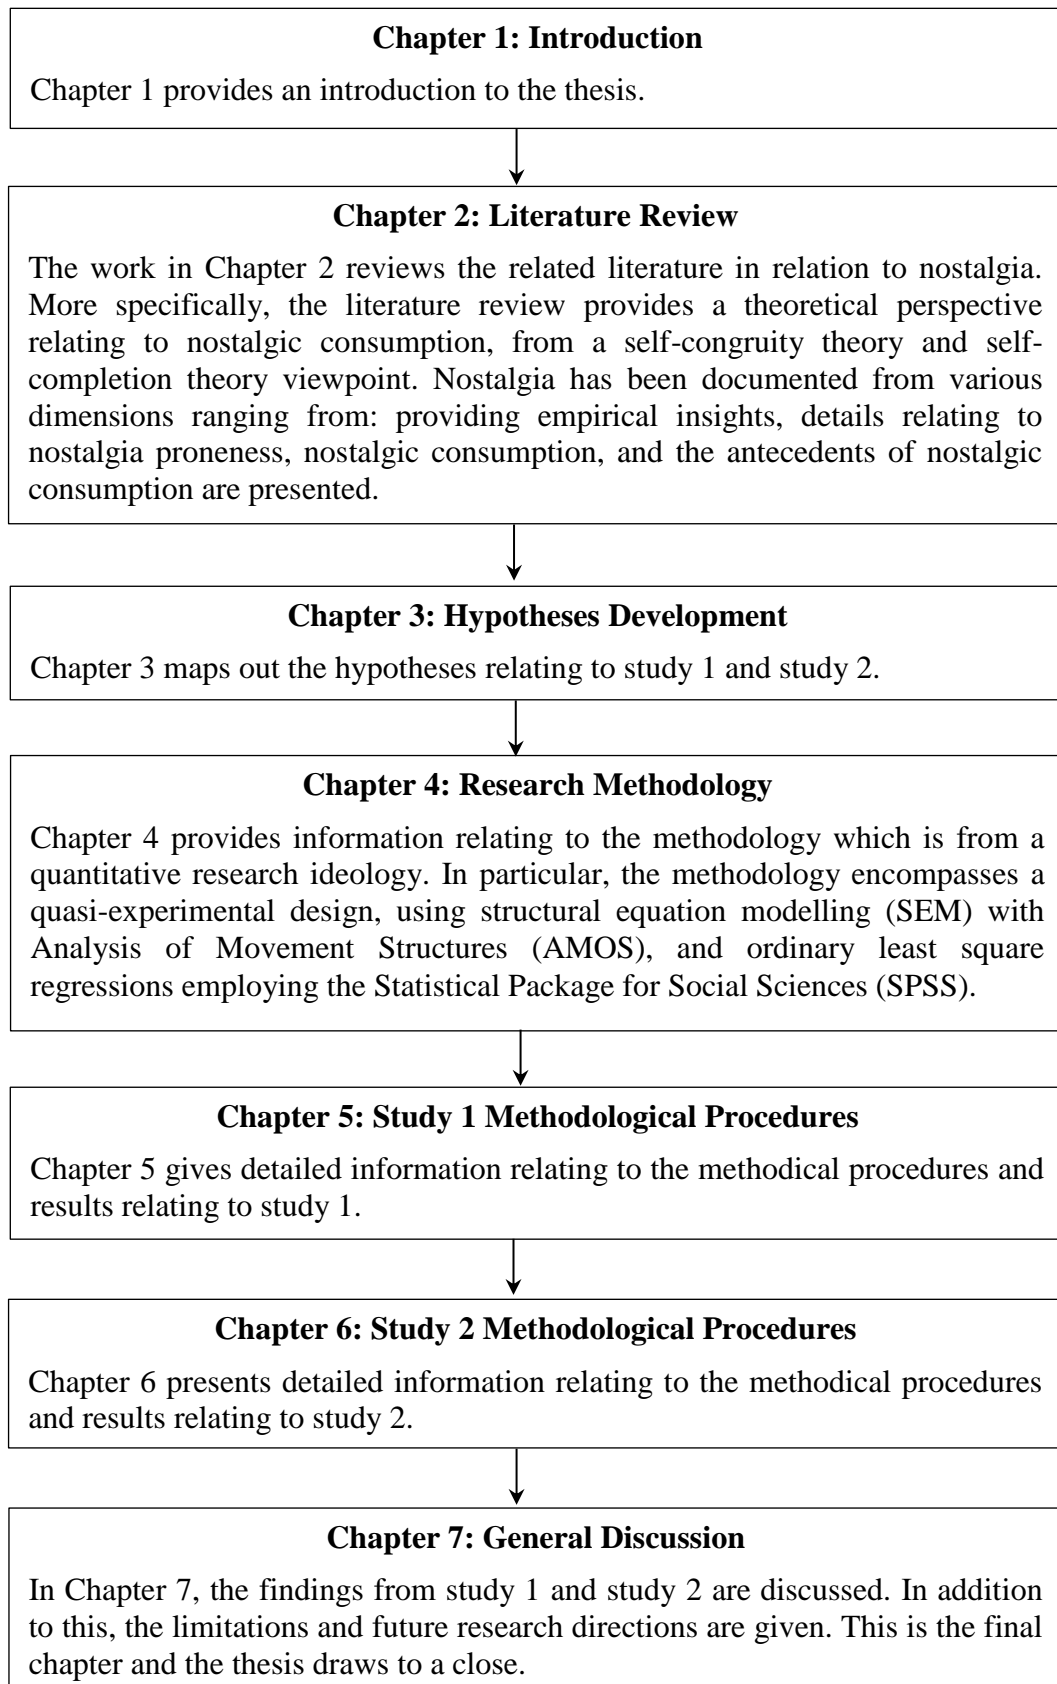 Chapter 1: Introduction
Chapter 1 provides an introduction to the thesis.
Chapter 2: Literature Review
The work in Chapter 2 reviews the related literature in relation to nostalgia.
More specifically, the literature review provides a theoretical perspective
relating to nostalgic consumption, from a self-congruity theory and self-
completion theory viewpoint. Nostalgia has been documented from various
dimensions ranging from: providing empirical insights, details relating to
nostalgia proneness, nostalgic consumption, and the antecedents of nostalgic
consumption are presented.
Chapter 3: Hypotheses Development
Chapter 3 maps out the hypotheses relating to study 1 and study 2.
Chapter 4: Research Methodology
Chapter 4 provides information relating to the methodology which is from a
quantitative research ideology. In particular, the methodology encompasses a
quasi-experimental design, using structural equation modelling (SEM) with
Analysis of Movement Structures (AMOS), and ordinary least square
regressions employing the Statistical Package for Social Sciences (SPSS).
Chapter 5: Study 1 Methodological Procedures
Chapter 5 gives detailed information relating to the methodical procedures and
results relating to study 1.
Chapter 6: Study 2 Methodological Procedures
Chapter 6 presents detailed information relating to the methodical procedures
and results relating to study 2.
Chapter 7: General Discussion
In Chapter 7, the findings from study 1 and study 2 are discussed. In addition
to this, the limitations and future research directions are given. This is the final
chapter and the thesis draws to a close.